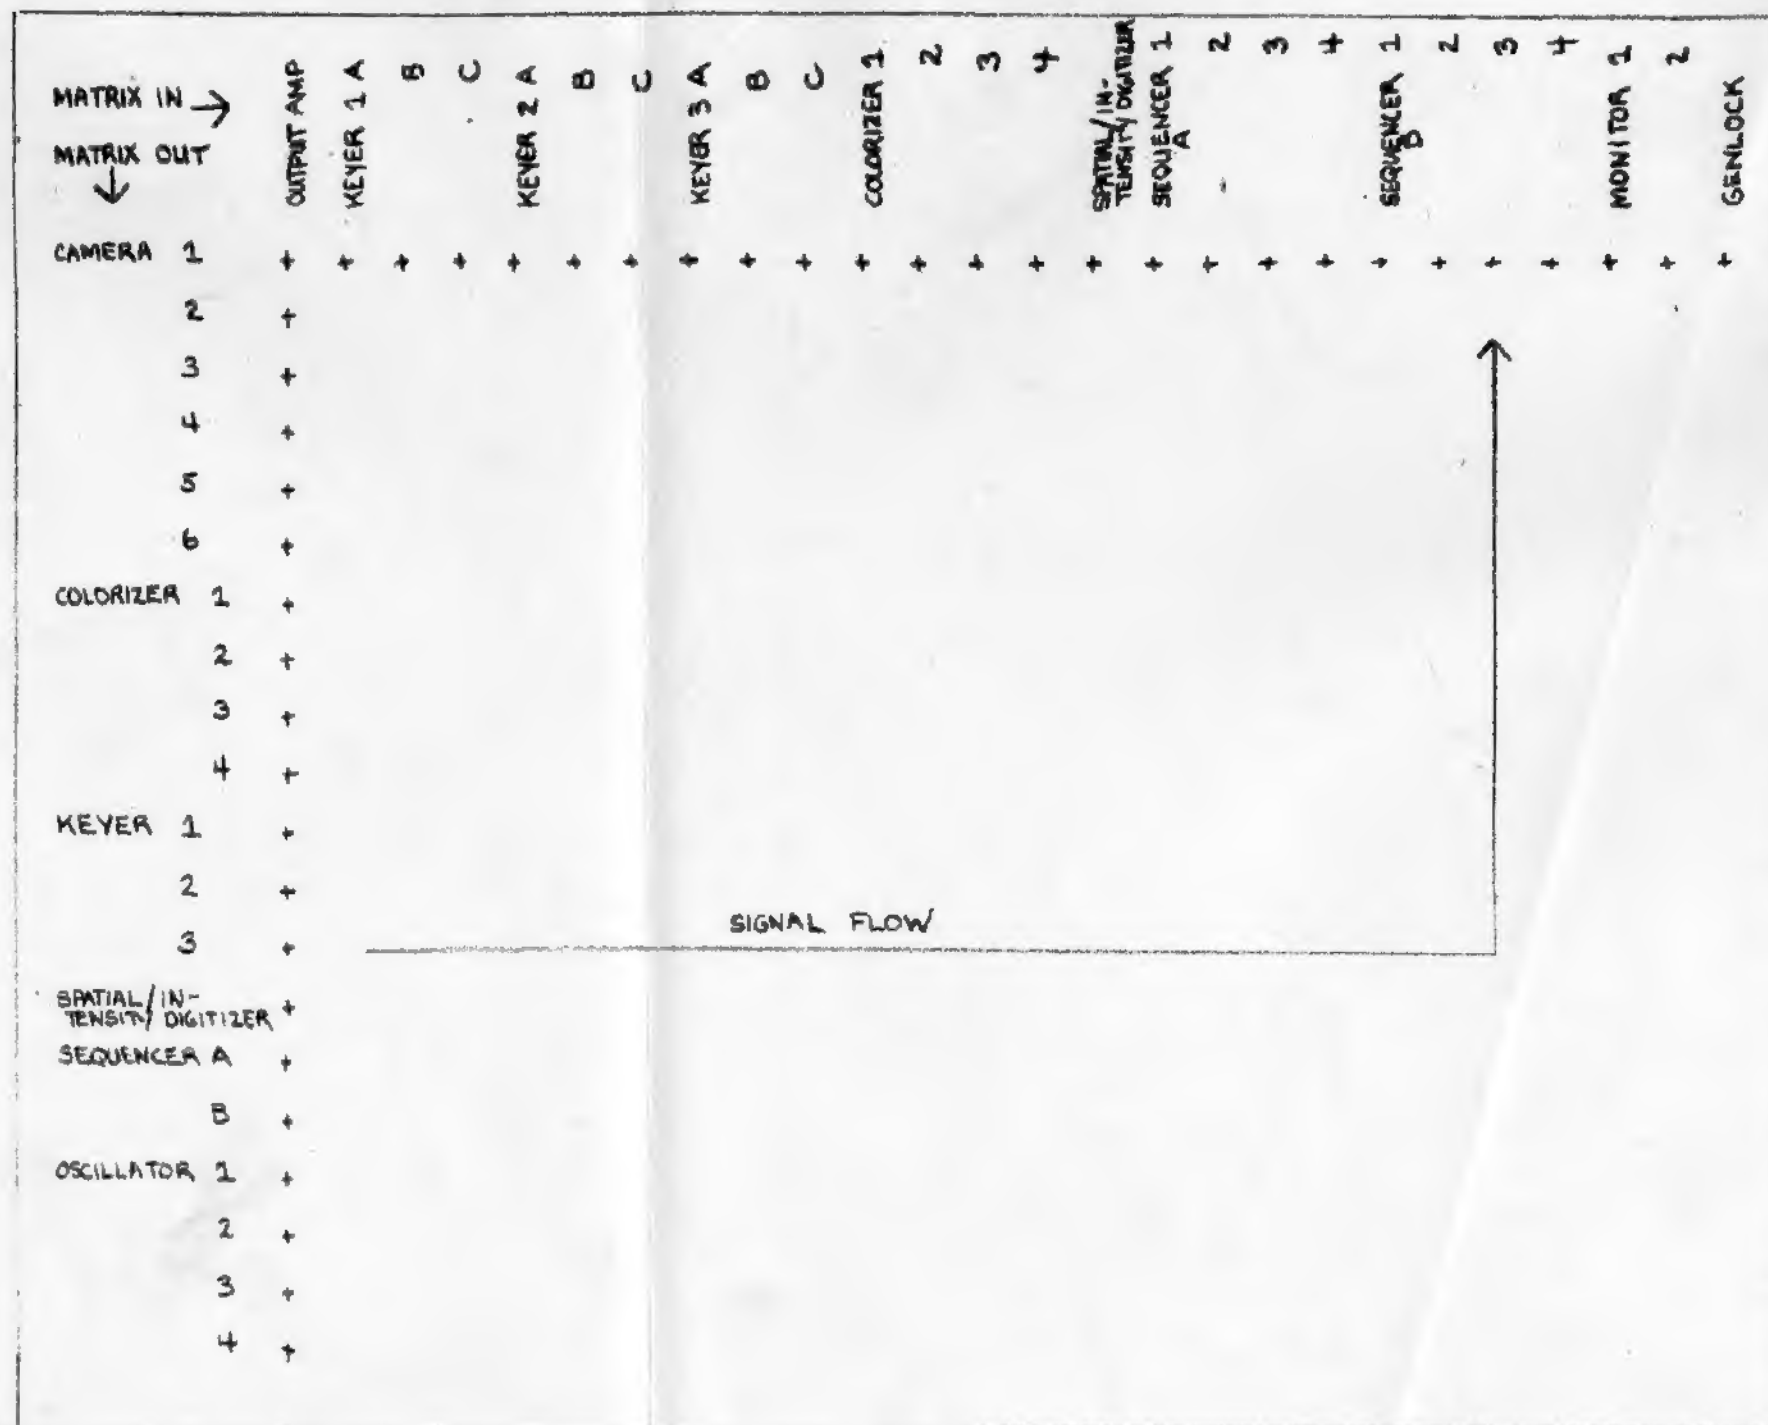 MATRIX IN →
MATRIX OUT
↓
OUTPUT AMP
KEYER 1 A
B
C
KEYER 2 A
B
C
KEYER 3 A
B
C
COLORIZER 1
2
3
4
SPATIAL/IN-
TENSITY DIGITIZER
SEQUENCER 1
A
2
3
4
SEQUENCER 1
B
2
3
4
MONITOR 1
2
GENLOCK
CAMERA 1 + + + + + + + + + + + + + + + + + + + + + + + + + +
2 +
3 +
4 +
5 +
6 +
COLORIZER 1 +
2 +
3 +
4 +
KEYER 1 +
2 +
SIGNAL FLOW
3 +
SPATIAL/IN-
TENSITY DIGITIZER +
SEQUENCER A +
B +
OSCILLATOR 1 +
2 +
3 +
4 +